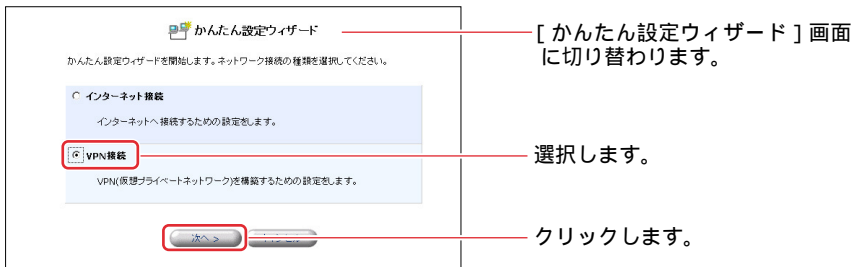 かんたん設定ウィザード
[ かんたん設定ウィザード ] 画面
に切り替わります。
かんたん設定ウィザードを開始します。ネットワーク接続の種類を選択してください。
インターネット接続
インターネットへ接続するための設定をします。
VPN接続
選択します。
VPN(仮想プライベートネットワーク)を構築するための設定をします。
次へ >
クリックします。